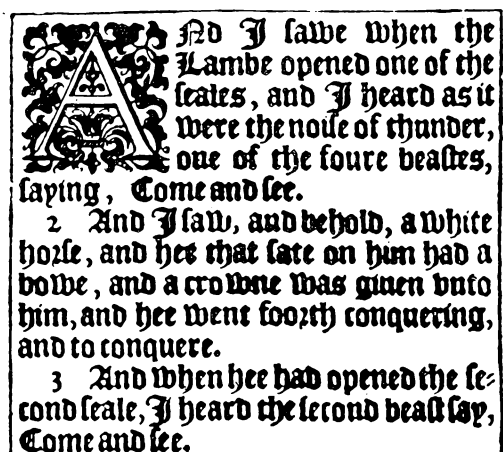 ANd I sawe when the
Lambe opened one of the
seales, and I heard as it
were the noise of thunder,
one of the foure beastes,
saying, Come and see.
2 And I saw, and behold, a white
horse, and hee that sate on him had a
bowe, and a crowne was giuen vnto
him, and hee went foorth conquering,
and to conquere.
3 And when hee had opened the se-
cond seale, I heard the second beast say,
Come and see.